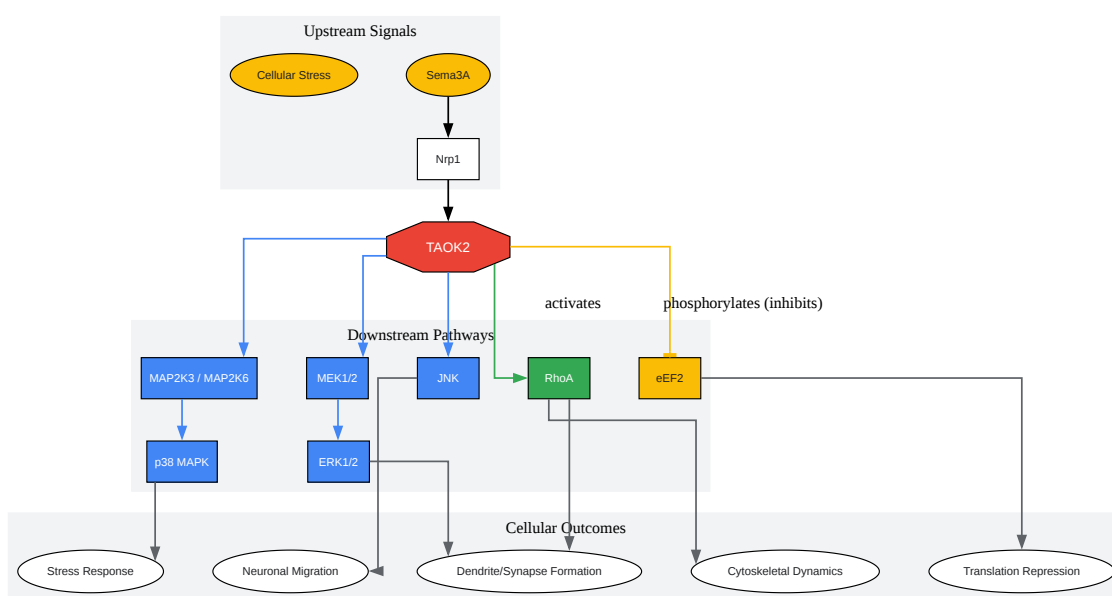 Upstream Signals
Cellular Stress
Sema3A
Nrp1
TAOK2
activates
phosphorylates (inhibits)
Downstream Pathways
MAP2K3 / MAP2K6
MEK1/2
JNK
RhoA
eEF2
p38 MAPK
ERK1/2
Cellular Outcomes
Stress Response
Neuronal Migration
Dendrite/Synapse Formation
Cytoskeletal Dynamics
Translation Repression